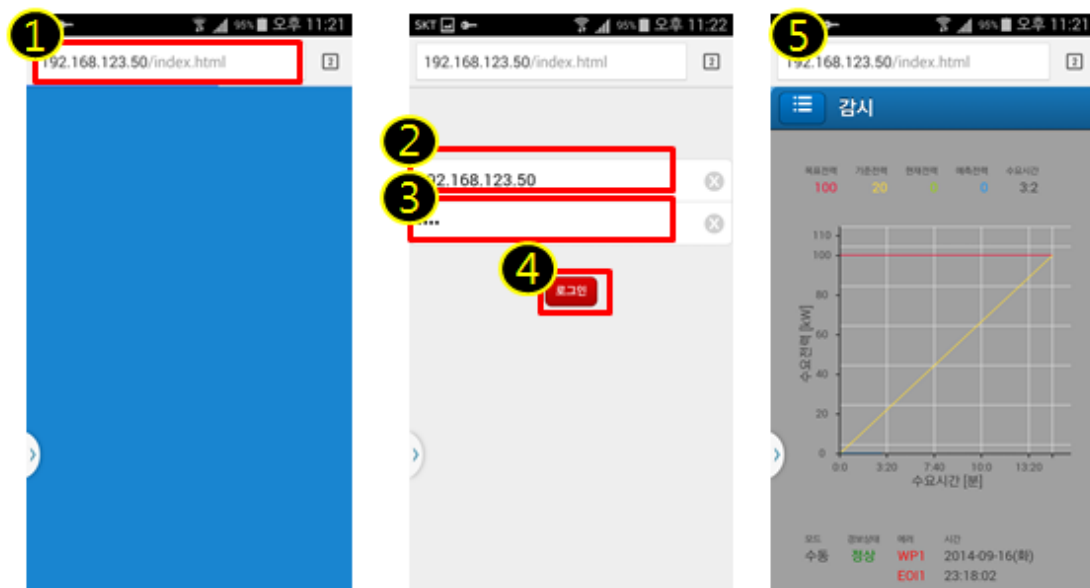 1
95% 오후 11:21
192.168.123.50/index.html
2
SKT 95% 오후 11:22
192.168.123.50/index.html
2
2
192.168.123.50
3
••••
4
로그인
5
95% 오후 11:21
192.168.123.50/index.html
2
감시
목표전력 기준전력 현재전력 예측전력 수요시간
100 20 0 0 3:2
110
100
80
60
40
20
0
수요전력 [kW]
0:0 3:20 7:40 10:0 13:20
수요시간 [분]
모드 경보상태 에러 시간
수동 정상 WP1 2014-09-16(화)
EOI1 23:18:02